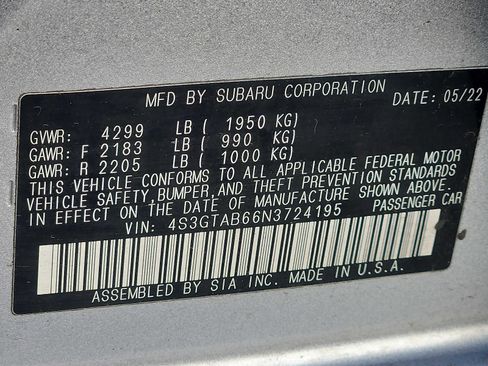 MFD BY SUBARU CORPORATION DATE: 05/22
GVWR: 4299 LB ( 1950 KG)
GAWR: F 2183 LB ( 990 KG)
GAWR: R 2205 LB ( 1000 KG)
THIS VEHICLE CONFORMS TO ALL APPLICABLE FEDERAL MOTOR
VEHICLE SAFETY, BUMPER, AND THEFT PREVENTION STANDARDS
IN EFFECT ON THE DATE OF MANUFACTURE SHOWN ABOVE.
VIN: 4S3GTAB66N3724195 PASSENGER CAR
ASSEMBLED BY SIA INC. MADE IN U.S.A.